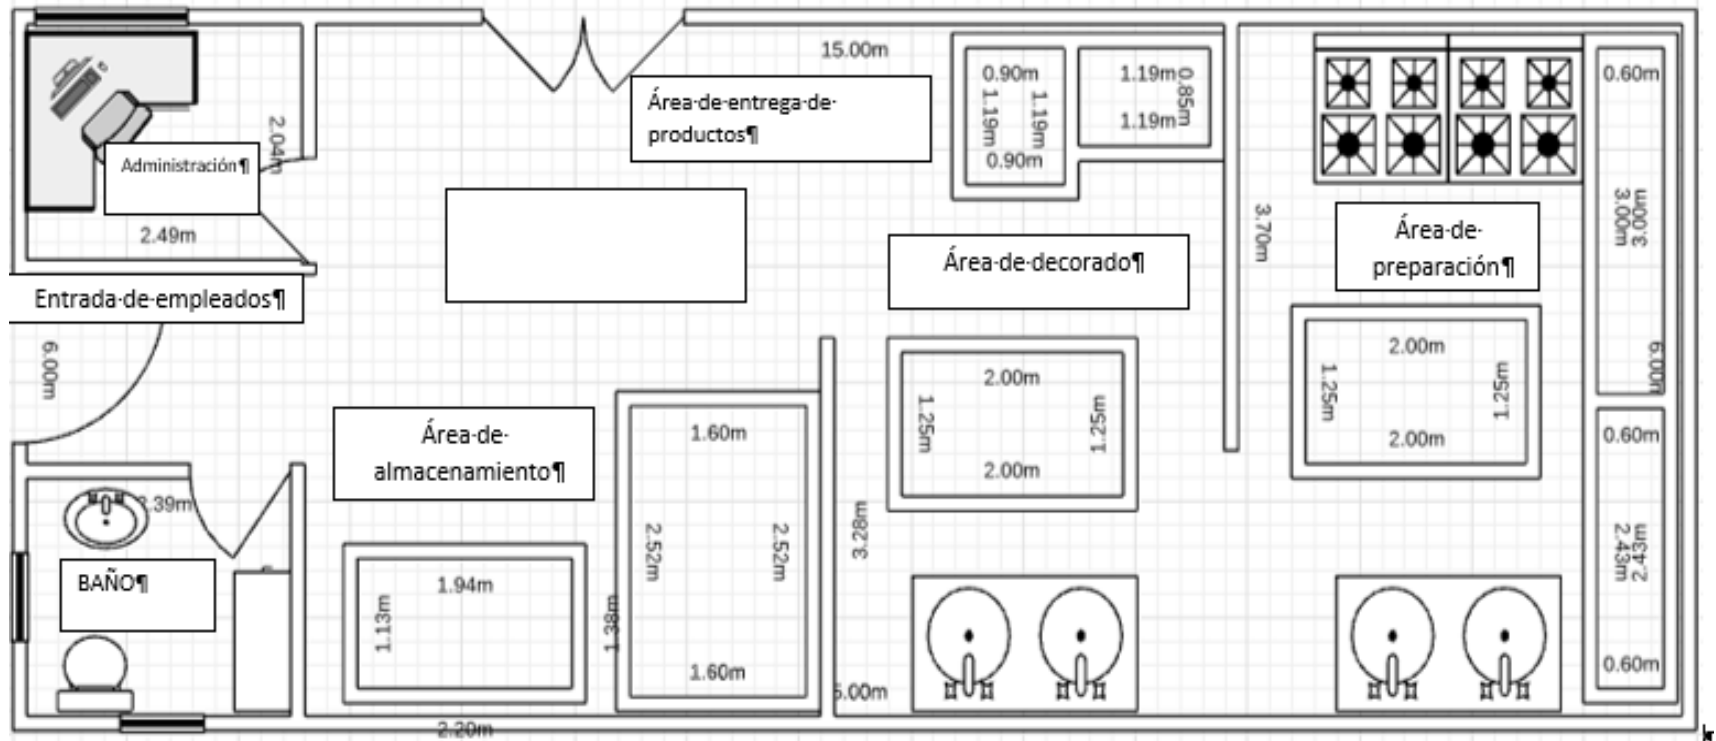 15.00m
Área·de·entrega·de·
productos¶
0.90m
1.19m
1.19m
0.90m
1.19m
0.85m
1.19m
0.60m
2.04m
Administración¶
2.49m
3.70m
3.00m
3.00m
Área·de·
preparación¶
Área·de·decorado¶
Entrada·de·empleados¶
6.00m
2.00m
1.25m
1.25m
2.00m
2.00m
1.25m
1.25m
2.00m
6.00m
0.60m
Área·de·
almacenamiento¶
1.60m
2.52m
2.52m
1.60m
3.28m
2.43m
2.43m
0.60m
BAÑO¶
1.94m
1.13m
1.38m
5.00m
2.20m